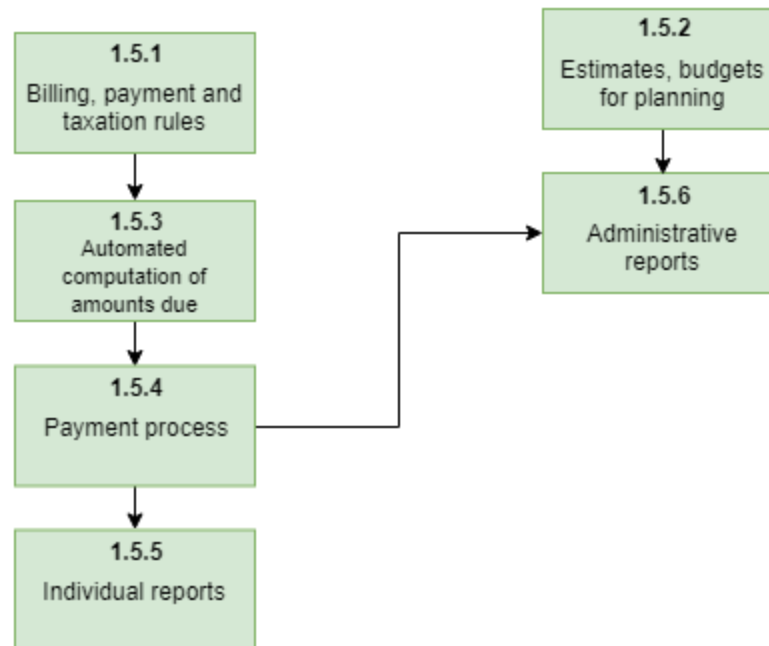 1.5.1
Billing, payment and
taxation rules
1.5.2
Estimates, budgets
for planning
1.5.3
Automated
computation of
amounts due
1.5.6
Administrative
reports
1.5.4
Payment process
1.5.5
Individual reports